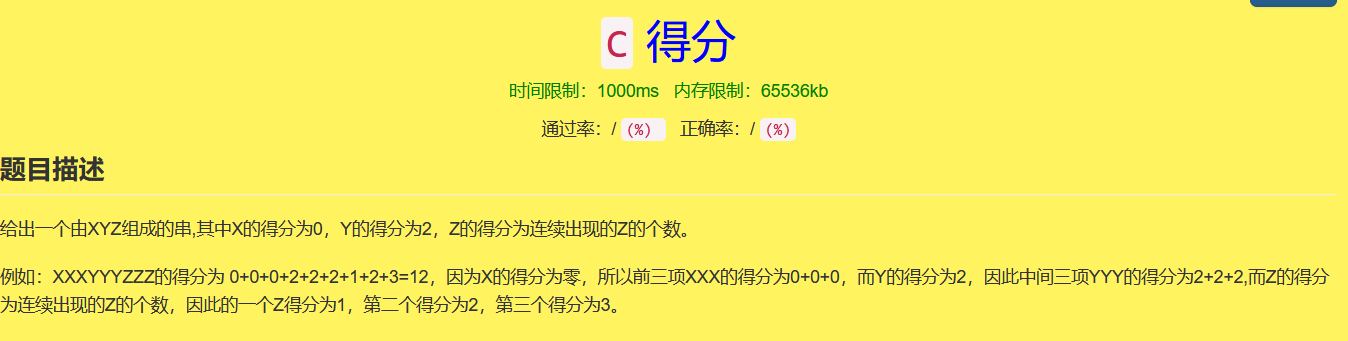 C 得分
时间限制：1000ms 内存限制：65536kb
通过率：/ (%) 正确率：/ (%)
题目描述
给出一个由XYZ组成的串,其中X的得分为0，Y的得分为2，Z的得分为连续出现的Z的个数。
例如：XXXYYYZZZ的得分为 0+0+0+2+2+2+1+2+3=12，因为X的得分为零，所以前三项XXX的得分为0+0+0，而Y的得分为2，因此中间三项YYY的得分为2+2+2,而Z的得分
为连续出现的Z的个数，因此的一个Z得分为1，第二个得分为2，第三个得分为3。